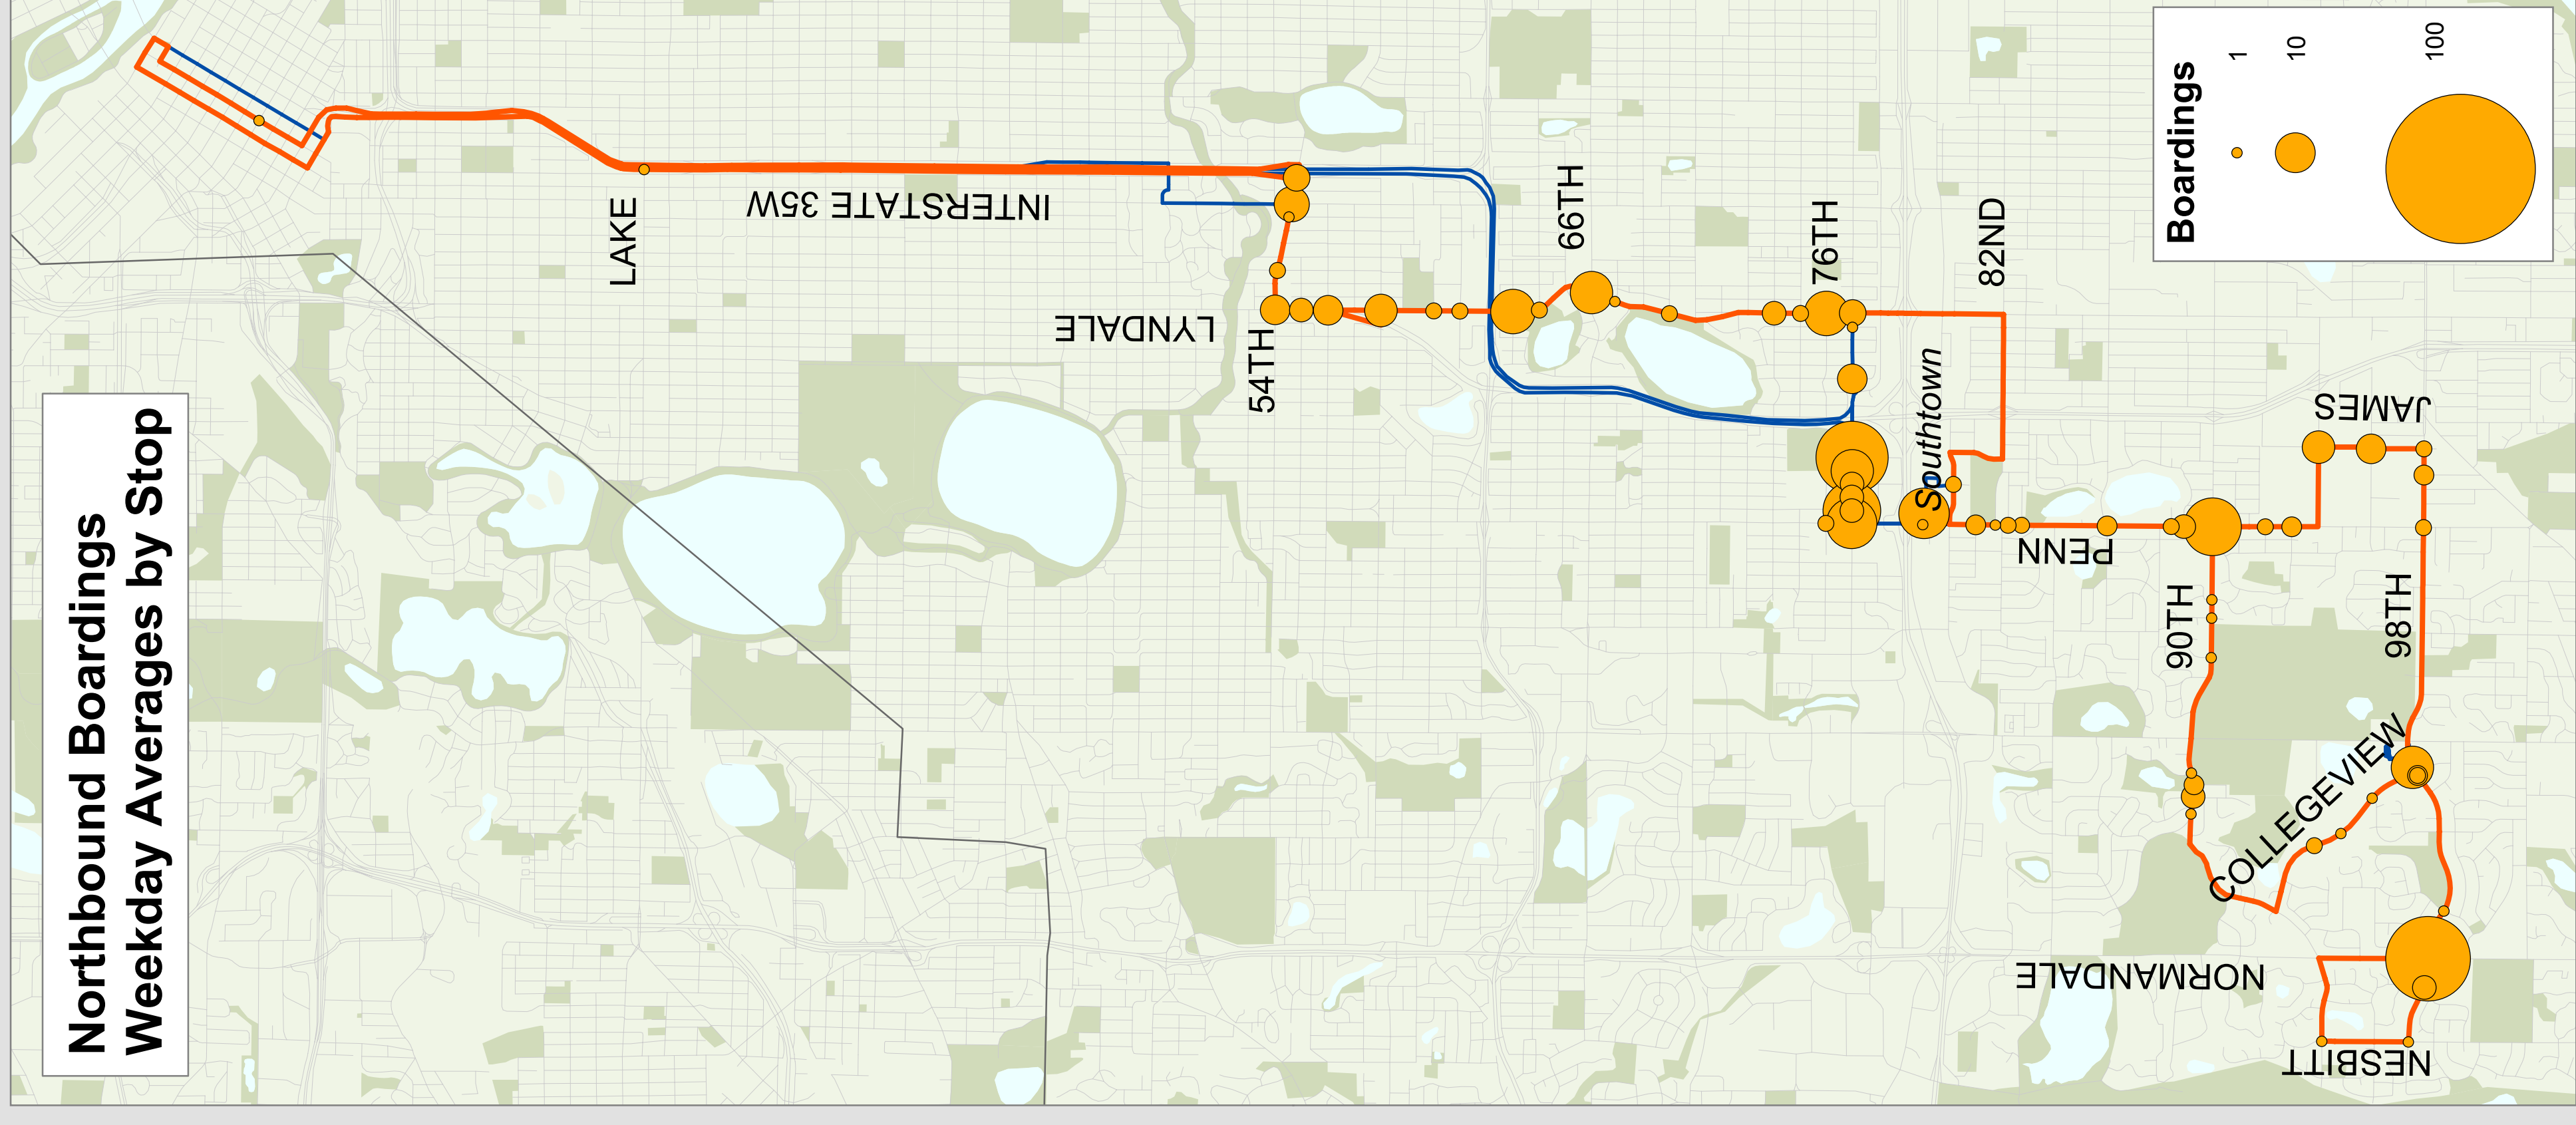 Northbound Boardings
Weekday Averages by Stop
LAKE
INTERSTATE 35W
LYNDALE
54TH
66TH
76TH
82ND
Southtown
PENN
JAMES
90TH
98TH
COLLEGEVIEW
NORMANDALE
NESBITT
Boardings
1
10
100